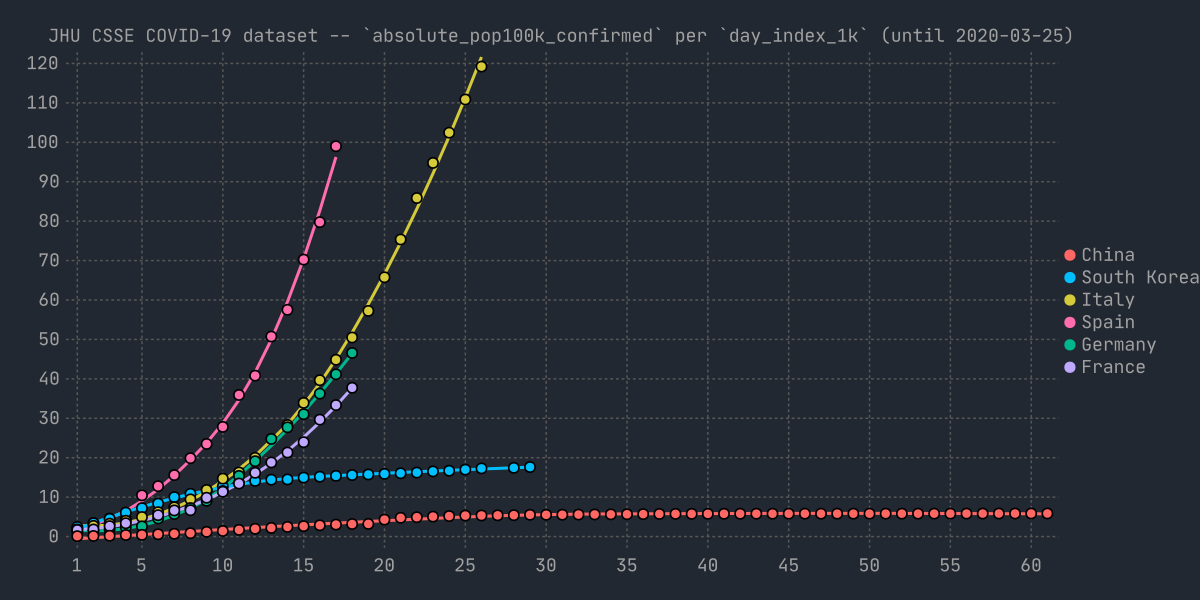 JHU CSSE COVID-19 dataset -- `absolute_pop100k_confirmed` per `day_index_1k` (until 2020-03-25)
120
110
100
90
80
70
60
50
40
30
20
10
0
1 5 10 15 20 25 30 35 40 45 50 55 60
China
South Korea
Italy
Spain
Germany
France